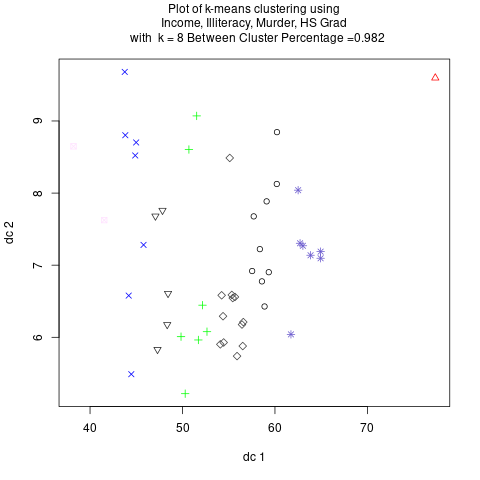 Plot of k-means clustering using
Income, Illiteracy, Murder, HS Grad
with k = 8 Between Cluster Percentage =0.982
9
8
7
6
dc 2
40 50 60 70
dc 1